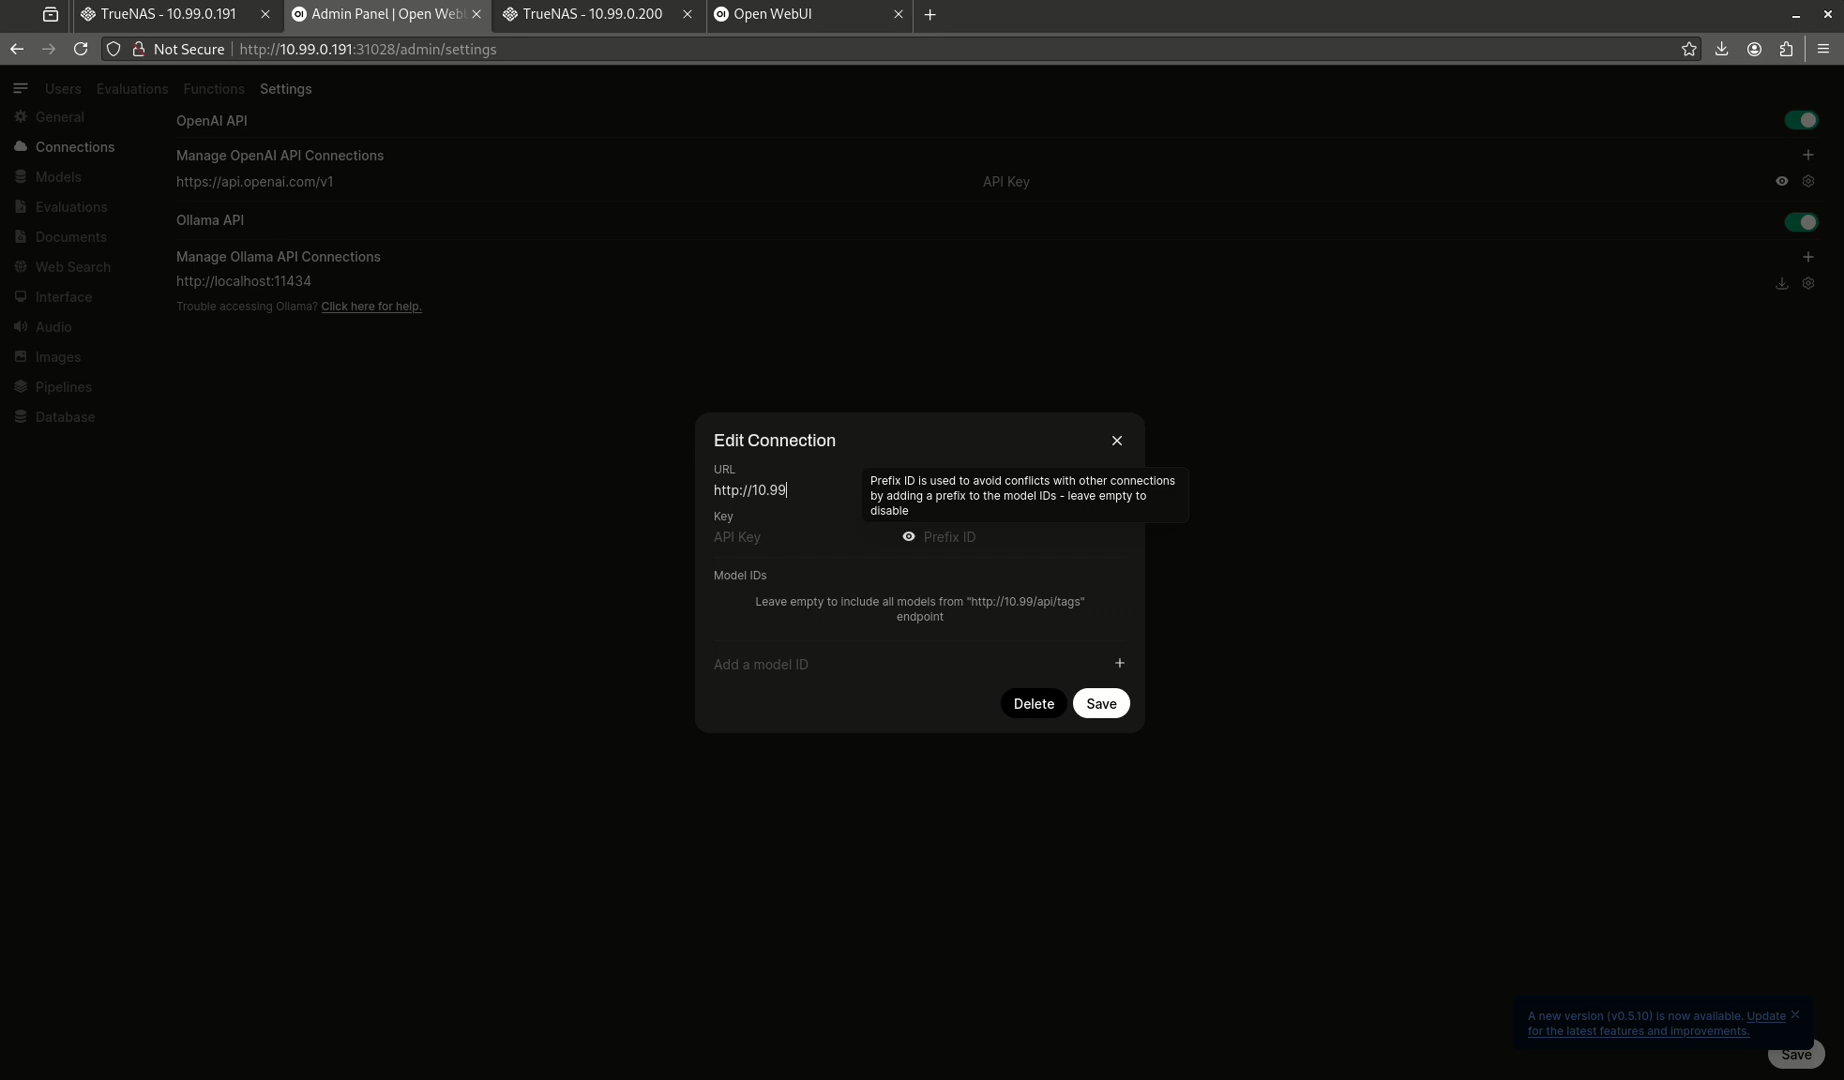 TrueNAS - 10.99.0.191
Admin Panel | Open Web
TrueNAS - 10.99.0.200
OI Open WebUI
Not Secure http://10.99.0.191:31028/admin/settings
Users Evaluations Functions Settings
General
Connections
Models
Evaluations
Documents
Web Search
Interface
Audio
Images
Pipelines
Database
OpenAI API
Manage OpenAI API Connections
https://api.openai.com/v1 API Key
Ollama API
Manage Ollama API Connections
http://localhost:11434
Trouble accessing Ollama? Click here for help.
Edit Connection
URL
http://10.99
Prefix ID is used to avoid conflicts with other connections
by adding a prefix to the model IDs - leave empty to
disable
Key
API Key Prefix ID
Model IDs
Leave empty to include all models from "http://10.99/api/tags"
endpoint
Add a model ID
Delete Save
A new version (v0.5.10) is now available. Update
for the latest features and improvements.
Save